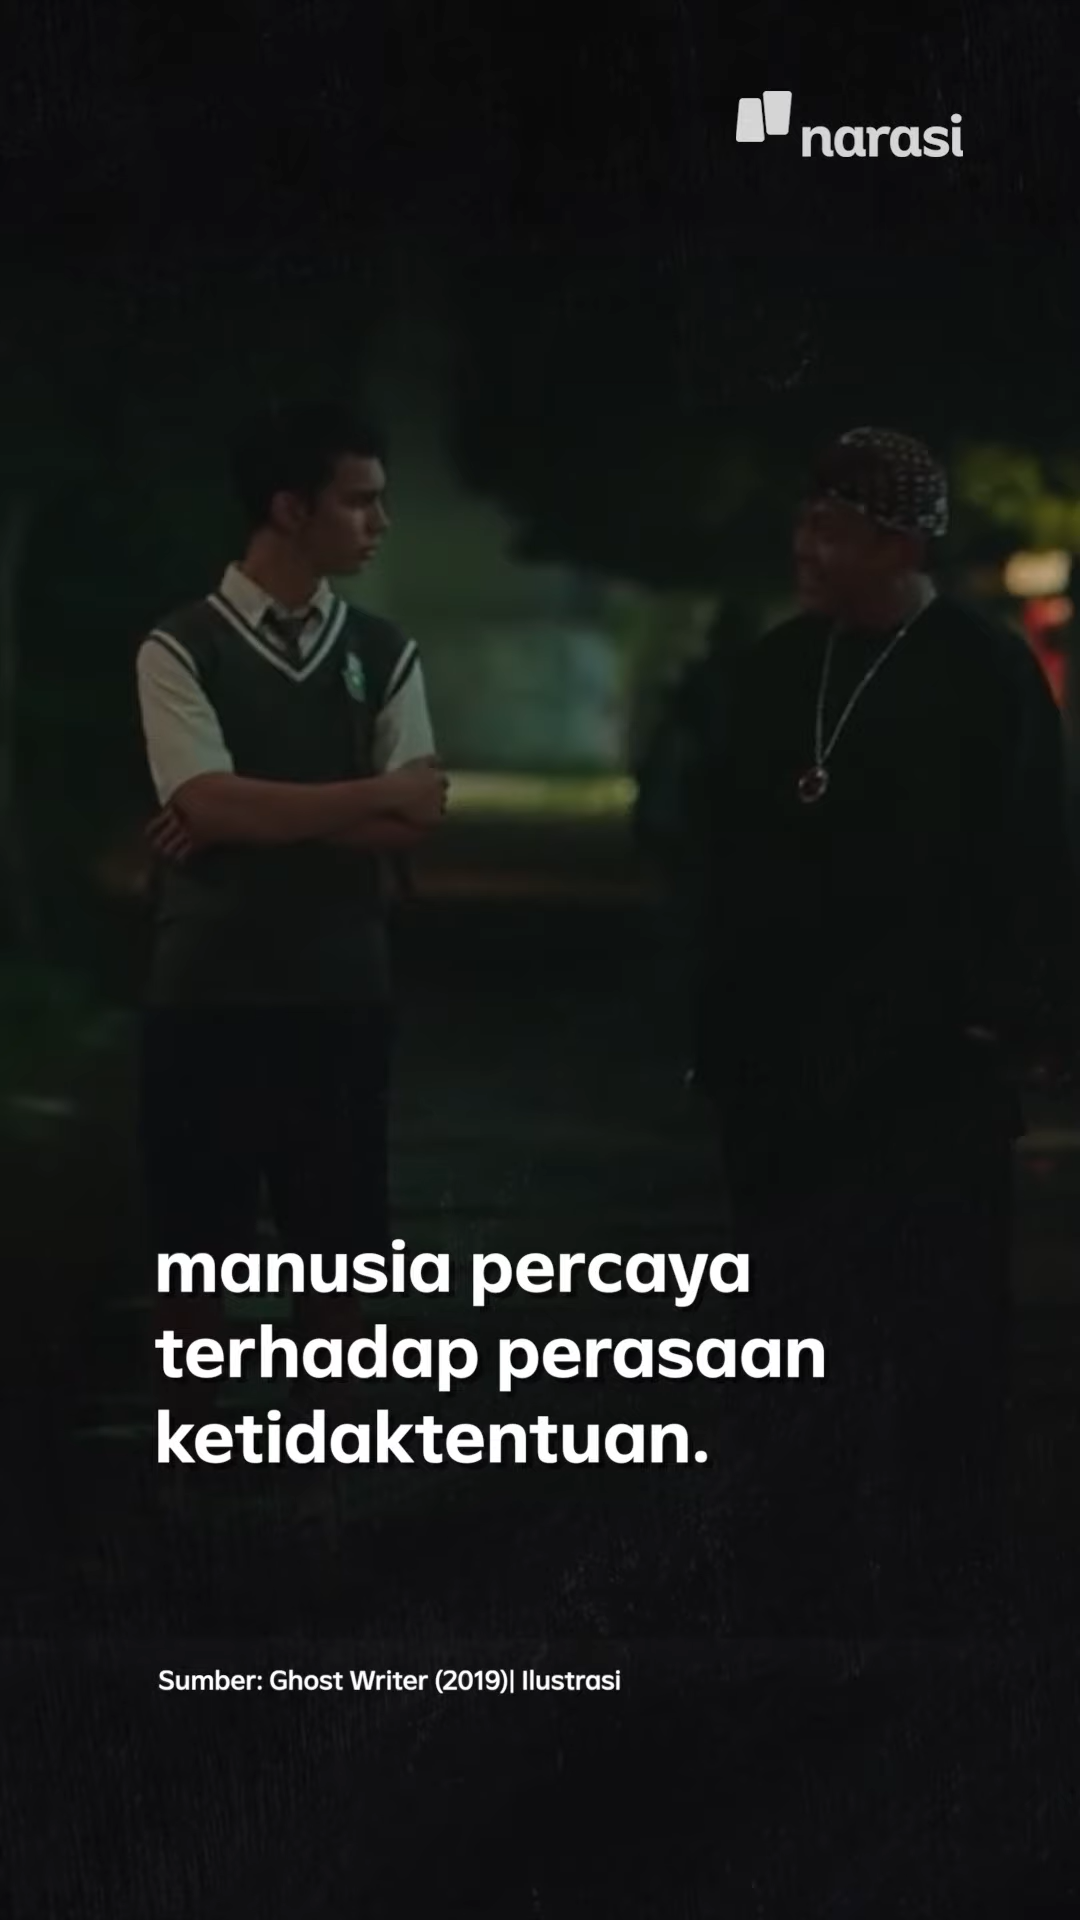 narasi
manusia percaya
terhadap perasaan
ketidaktentuan.
Sumber: Ghost Writer (2019)| Ilustrasi